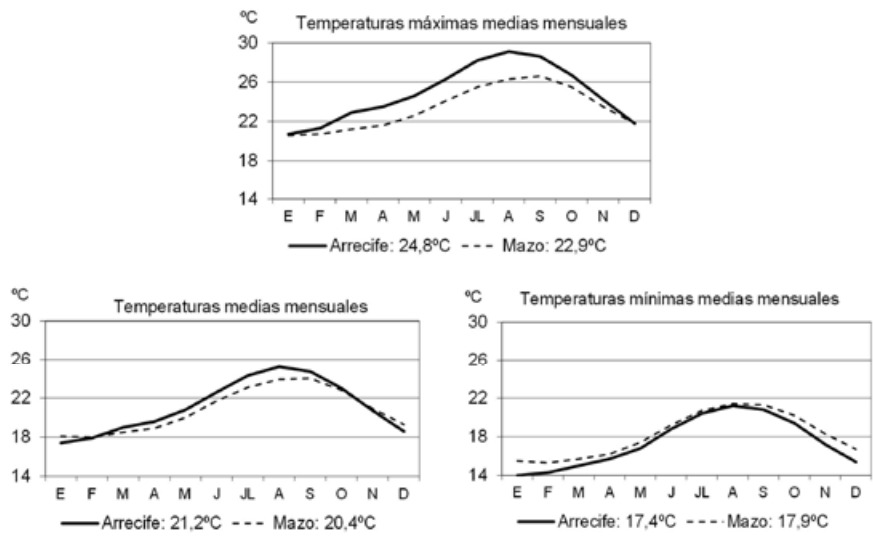 ºC
Temperaturas máximas medias mensuales
30
26
22
18
14
E F M A M J JL A S O N D
Arrecife: 24,8ºC Mazo: 22,9ºC
ºC
Temperaturas medias mensuales
30
26
22
18
14
E F M A M J JL A S O N D
Arrecife: 21,2ºC Mazo: 20,4ºC
ºC
Temperaturas mínimas medias mensuales
30
26
22
18
14
E F M A M J JL A S O N D
Arrecife: 17,4ºC Mazo: 17,9ºC